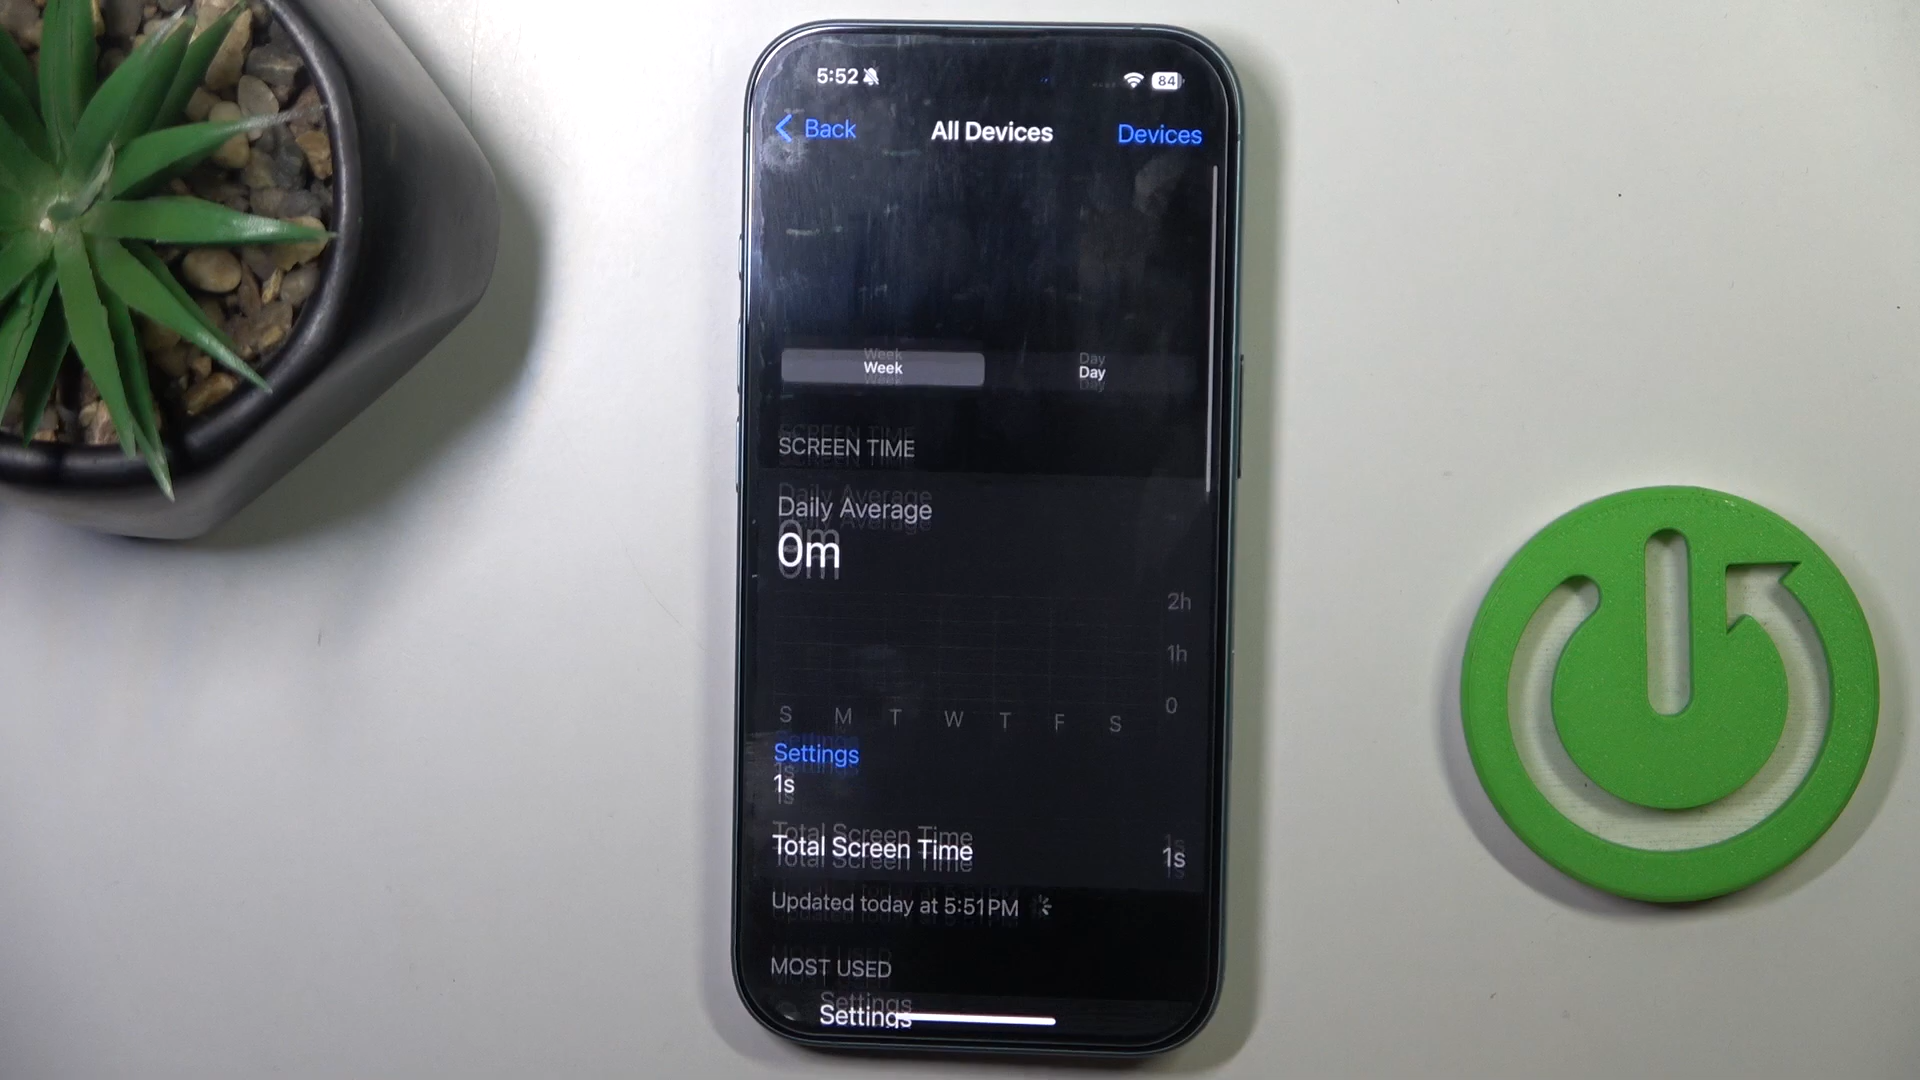 5:52
84
Back
All Devices
Devices
Week
Day
SCREEN TIME
Daily Average
0m
2h
1h
0
S M T W T F S
Settings
1s
Total Screen Time 1s
Updated today at 5:51 PM
MOST USED
Settings